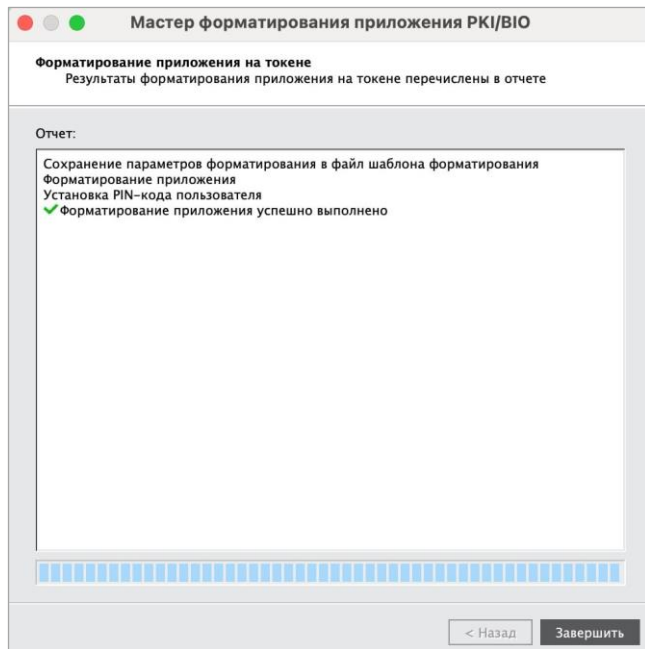 Мастер форматирования приложения PKI/BIO
Форматирование приложения на токене
Результаты форматирования приложения на токене перечислены в отчете
Отчет:
Сохранение параметров форматирования в файл шаблона форматирования
Форматирование приложения
Установка PIN-кода пользователя
Форматирование приложения успешно выполнено
< Назад
Завершить